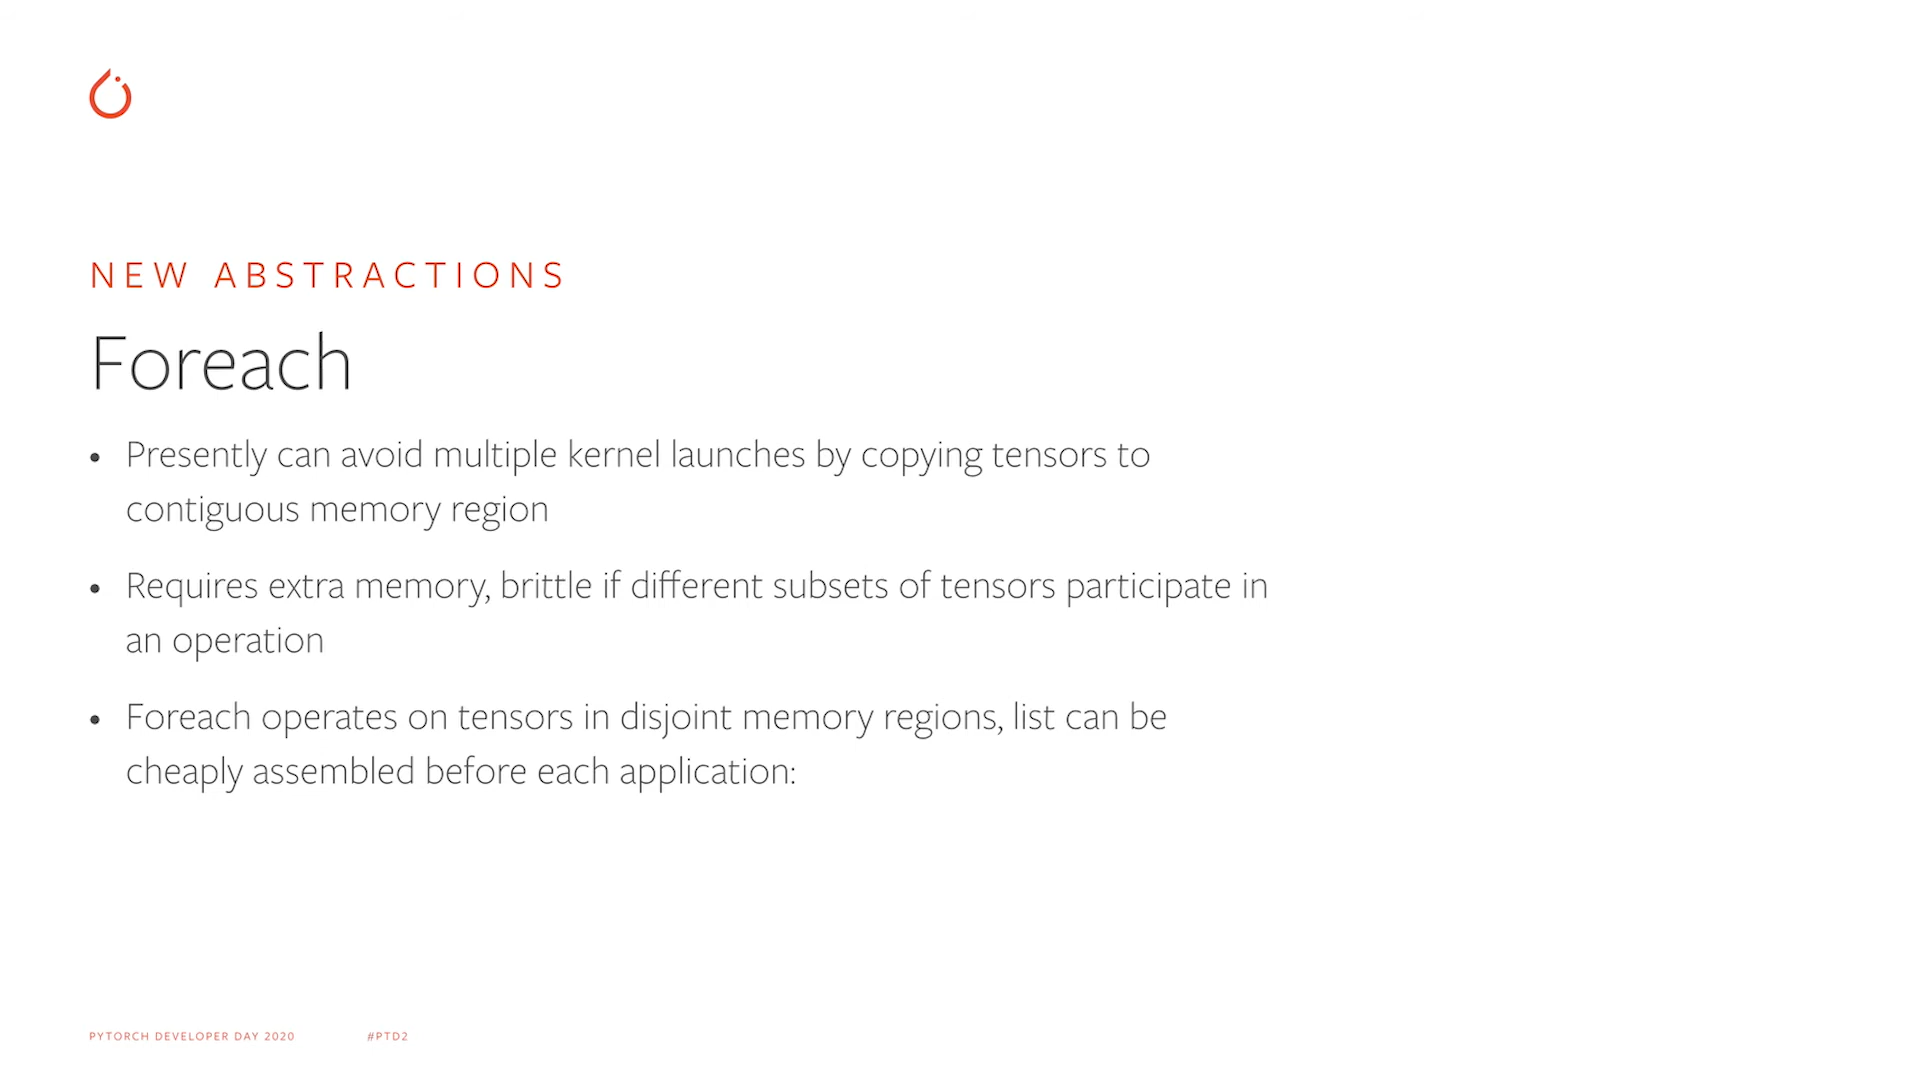 NEW ABSTRACTIONS
Foreach
• Presently can avoid multiple kernel launches by copying tensors to
contiguous memory region
• Requires extra memory, brittle if different subsets of tensors participate in
an operation
• Foreach operates on tensors in disjoint memory regions, list can be
cheaply assembled before each application:
PYTORCH DEVELOPER DAY 2020 #PTD2